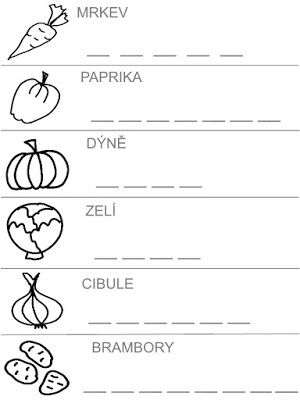 MRKEV
PAPRIKA
DÝNĚ
ZELÍ
CIBULE
BRAMBORY